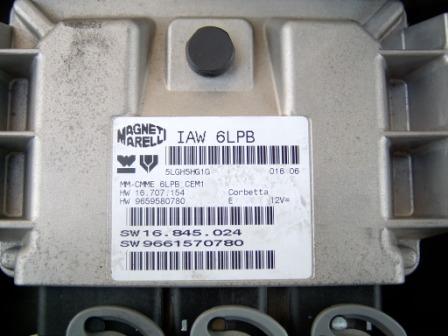 MAGNETI
MARELLI
IAW 6LPB
5LGHSHG1G 016 06
MM-CMME 6LPB_CEM1
HW 16.707.154 Corbetta
HW 9659580780 E 12V=
SW16.845.024
SW9661570780